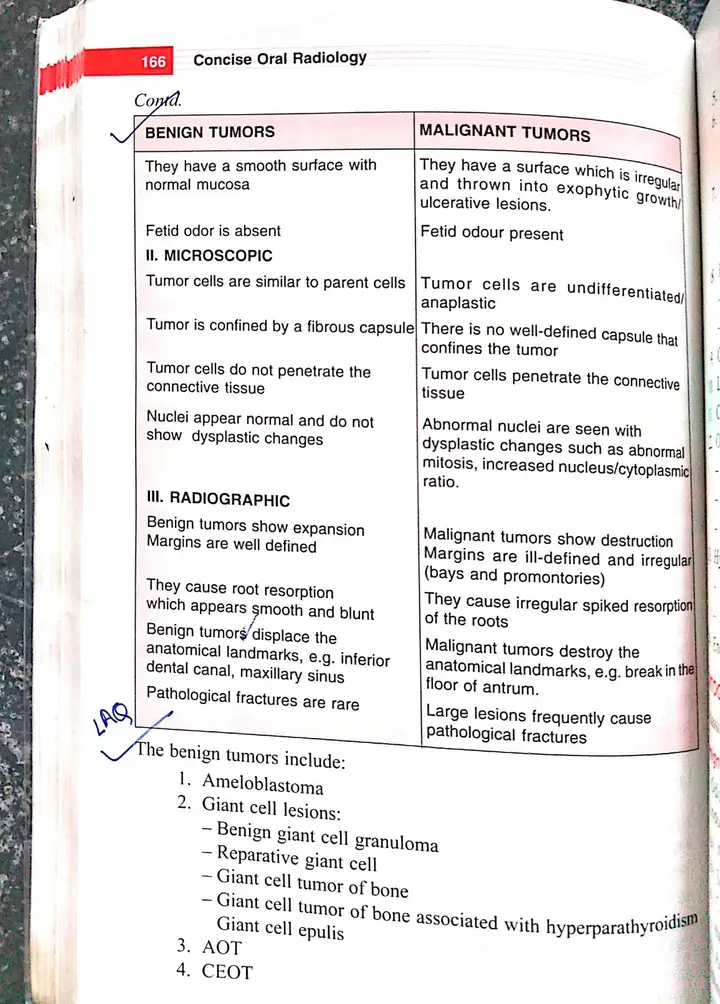 166 Concise Oral Radiology
Contd.
BENIGN TUMORS
MALIGNANT TUMORS
They have a smooth surface with
normal mucosa
They have a surface which is irregular
and thrown into exophytic growth/
ulcerative lesions.
Fetid odor is absent
Fetid odour present
II. MICROSCOPIC
Tumor cells are similar to parent cells
Tumor cells are undifferentiated/
anaplastic
Tumor is confined by a fibrous capsule
There is no well-defined capsule that
confines the tumor
Tumor cells do not penetrate the
connective tissue
Tumor cells penetrate the connective
tissue
Nuclei appear normal and do not
show dysplastic changes
Abnormal nuclei are seen with
dysplastic changes such as abnormal
mitosis, increased nucleus/cytoplasmic
ratio.
III. RADIOGRAPHIC
Benign tumors show expansion
Margins are well defined
Malignant tumors show destruction
Margins are ill-defined and irregular
(bays and promontories)
They cause root resorption
which appears smooth and blunt
They cause irregular spiked resorption
of the roots
Benign tumors displace the
anatomical landmarks, e.g. inferior
dental canal, maxillary sinus
Malignant tumors destroy the
anatomical landmarks, e.g. break in the
floor of antrum.
Pathological fractures are rare
Large lesions frequently cause
pathological fractures
LAQ
The benign tumors include:
1. Ameloblastoma
2. Giant cell lesions:
– Benign giant cell granuloma
– Reparative giant cell
– Giant cell tumor of bone
– Giant cell tumor of bone associated with hyperparathyroidism
Giant cell epulis
3. AOT
4. CEOT